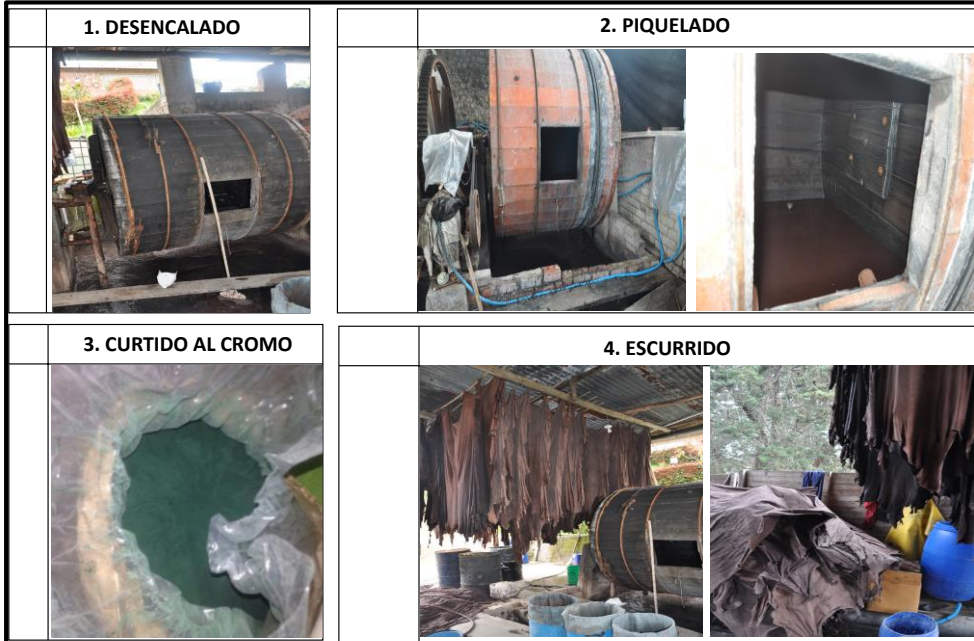 1. DESENCALADO
2. PIQUELADO
3. CURTIDO AL CROMO
4. ESCURRIDO